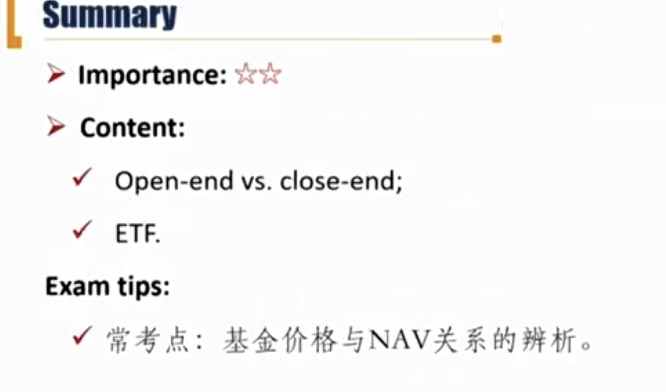 Summary
➢ Importance: ☆☆
➢ Content:
✓ Open-end vs. close-end;
✓ ETF.
Exam tips:
✓ 常考点：基金价格与NAV关系的辨析。